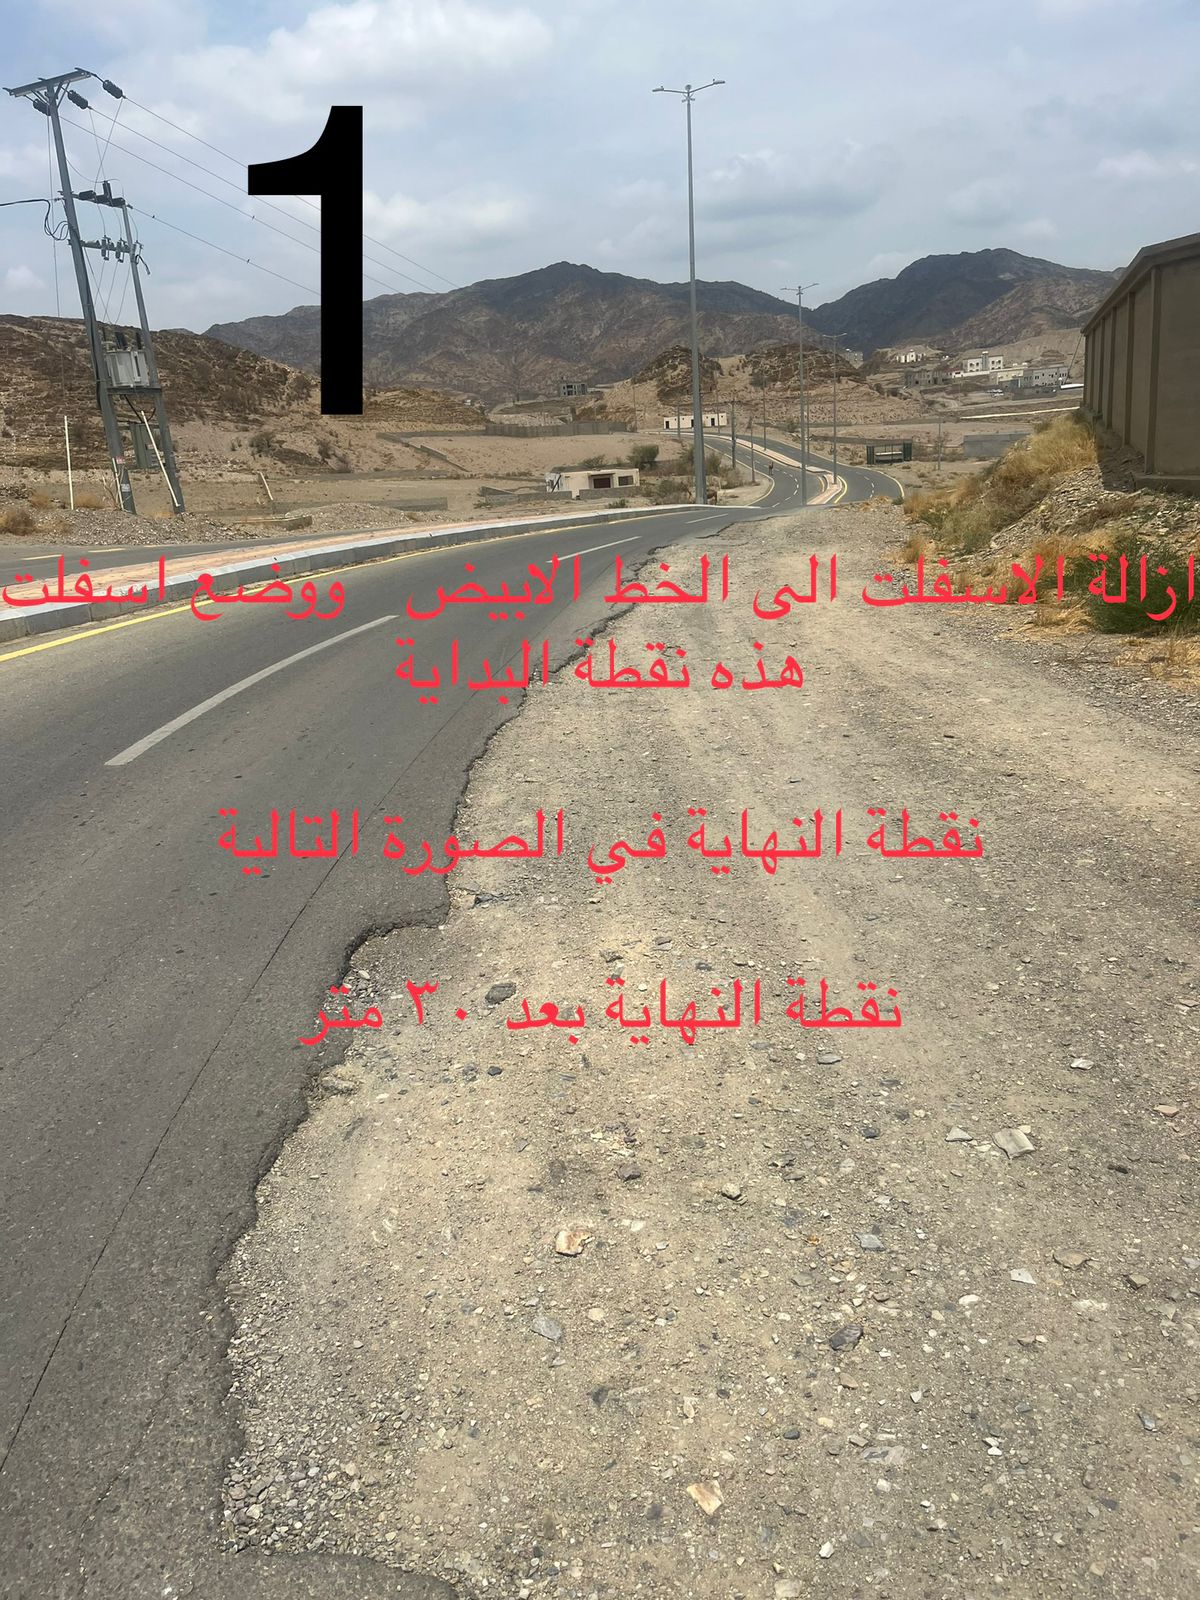 1
ازالة الاسفلت الى الخط الابيض ووضع اسفلت
هذه نقطة البداية
نقطة النهاية في الصورة التالية
نقطة النهاية بعد ٣٠ متر